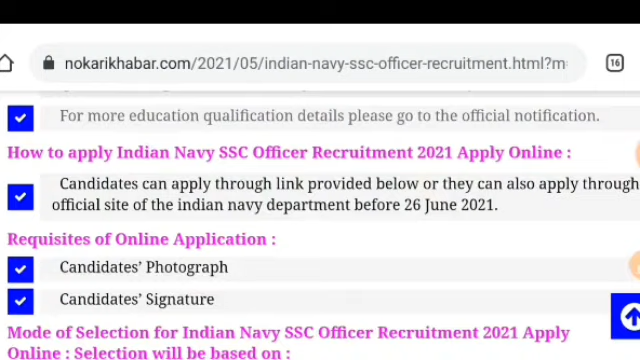 nokarikhabar.com/2021/05/indian-navy-ssc-officer-recruitment.html?m=
16
For more education qualification details please go to the official notification.
How to apply Indian Navy SSC Officer Recruitment 2021 Apply Online :
Candidates can apply through link provided below or they can also apply through
official site of the indian navy department before 26 June 2021.
Requisites of Online Application :
Candidates’ Photograph
Candidates’ Signature
Mode of Selection for Indian Navy SSC Officer Recruitment 2021 Apply
Online : Selection will be based on :